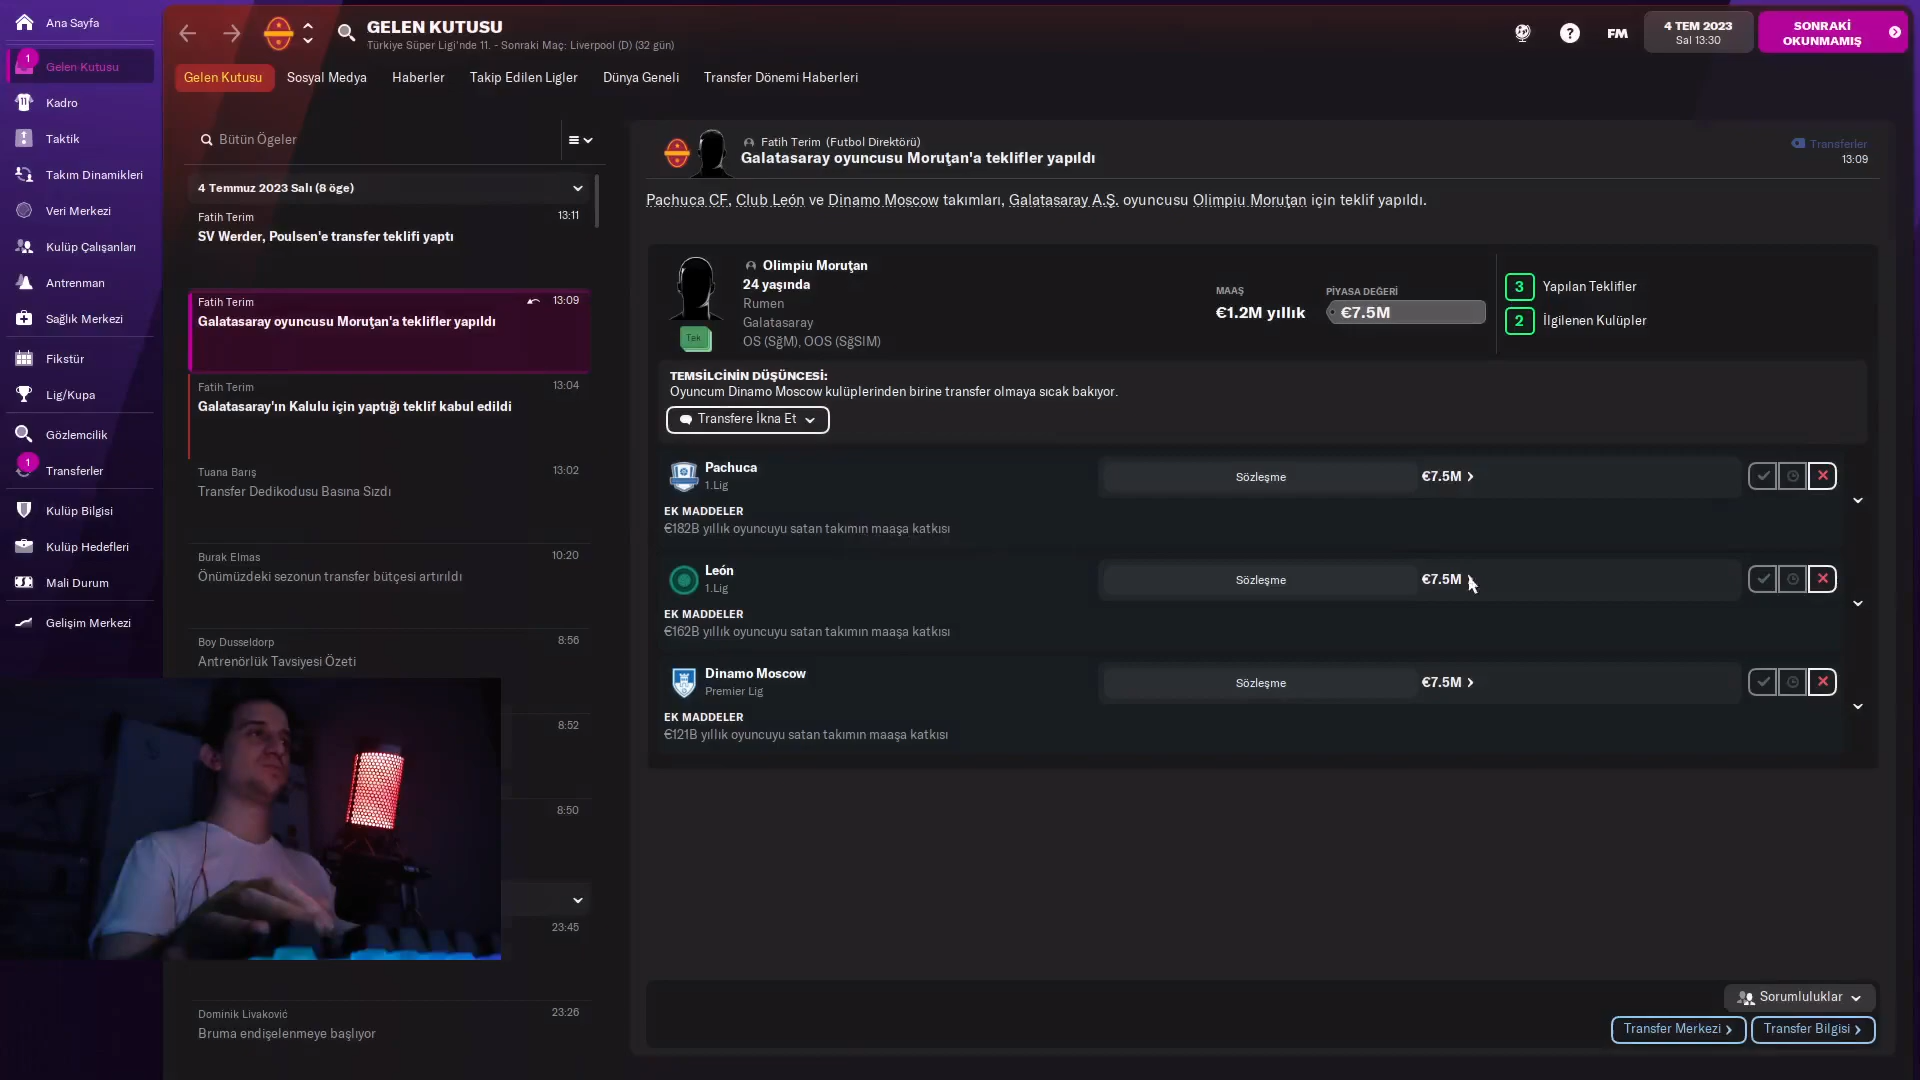 Ana Sayfa
1
Gelen Kutusu
Kadro
Taktik
Takım Dinamikleri
Veri Merkezi
Kulüp Çalışanları
Antrenman
Sağlık Merkezi
Fikstür
Lig/Kupa
Gözlemcilik
1
Transferler
Kulüp Bilgisi
Kulüp Hedefleri
Mali Durum
Gelişim Merkezi
GELEN KUTUSU
Türkiye Süper Ligi'nde 11. - Sonraki Maç: Liverpool (D) (32 gün)
FM
4 TEM 2023
Sal 13:30
SONRAKİ
OKUNMAMIŞ
Gelen Kutusu
Sosyal Medya
Haberler
Takip Edilen Ligler
Dünya Geneli
Transfer Dönemi Haberleri
Bütün Ögeler
4 Temmuz 2023 Salı (8 öge)
Fatih Terim
13:11
SV Werder, Poulsen'e transfer teklifi yaptı
Fatih Terim
13:09
Galatasaray oyuncusu Moruţan'a teklifler yapıldı
Fatih Terim
13:04
Galatasaray'ın Kalulu için yaptığı teklif kabul edildi
Tuana Barış
13:02
Transfer Dedikodusu Basına Sızdı
Burak Elmas
10:20
Önümüzdeki sezonun transfer bütçesi artırıldı
Boy Dusseldorp
8:56
Antrenörlük Tavsiyesi Özeti
8:52
8:50
23:45
Dominik Livaković
23:26
Bruma endişelenmeye başlıyor
Fatih Terim (Futbol Direktörü)
Galatasaray oyuncusu Moruţan'a teklifler yapıldı
Transferler
13:09
Pachuca CF, Club León ve Dinamo Moscow takımları, Galatasaray A.Ş. oyuncusu Olimpiu Moruţan için teklif yapıldı.
Tek
Olimpiu Moruţan
24 yaşında
Rumen
Galatasaray
OS (SğM), OOS (SğSlM)
MAAŞ
€1.2M yıllık
PİYASA DEĞERİ
€7.5M
3 Yapılan Teklifler
2 İlgilenen Kulüpler
TEMSİLCİNİN DÜŞÜNCESİ:
Oyuncum Dinamo Moscow kulüplerinden birine transfer olmaya sıcak bakıyor.
Transfere İkna Et
Pachuca
1.Lig
Sözleşme
€7.5M
EK MADDELER
€182B yıllık oyuncuyu satan takımın maaşa katkısı
León
1.Lig
Sözleşme
€7.5M
EK MADDELER
€162B yıllık oyuncuyu satan takımın maaşa katkısı
Dinamo Moscow
Premier Lig
Sözleşme
€7.5M
EK MADDELER
€121B yıllık oyuncuyu satan takımın maaşa katkısı
Sorumluluklar
Transfer Merkezi
Transfer Bilgisi